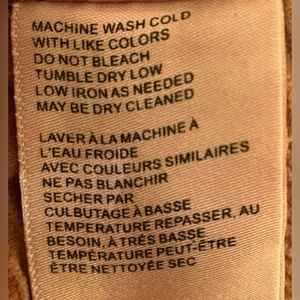 MACHINE WASH COLD
WITH LIKE COLORS
DO NOT BLEACH
TUMBLE DRY LOW
LOW IRON AS NEEDED
MAY BE DRY CLEANED
LAVER À LA MACHINE À
L'EAU FROIDE
AVEC COULEURS SIMILAIRES
NE PAS BLANCHIR
SECHER PAR
CULBUTAGE À BASSE
TEMPERATURE REPASSER, AU
BESOIN, À TRÉS BASSE
TEMPÉRATURE PEUT-ÊTRE
ÊTRE NETTOYÉE SEC